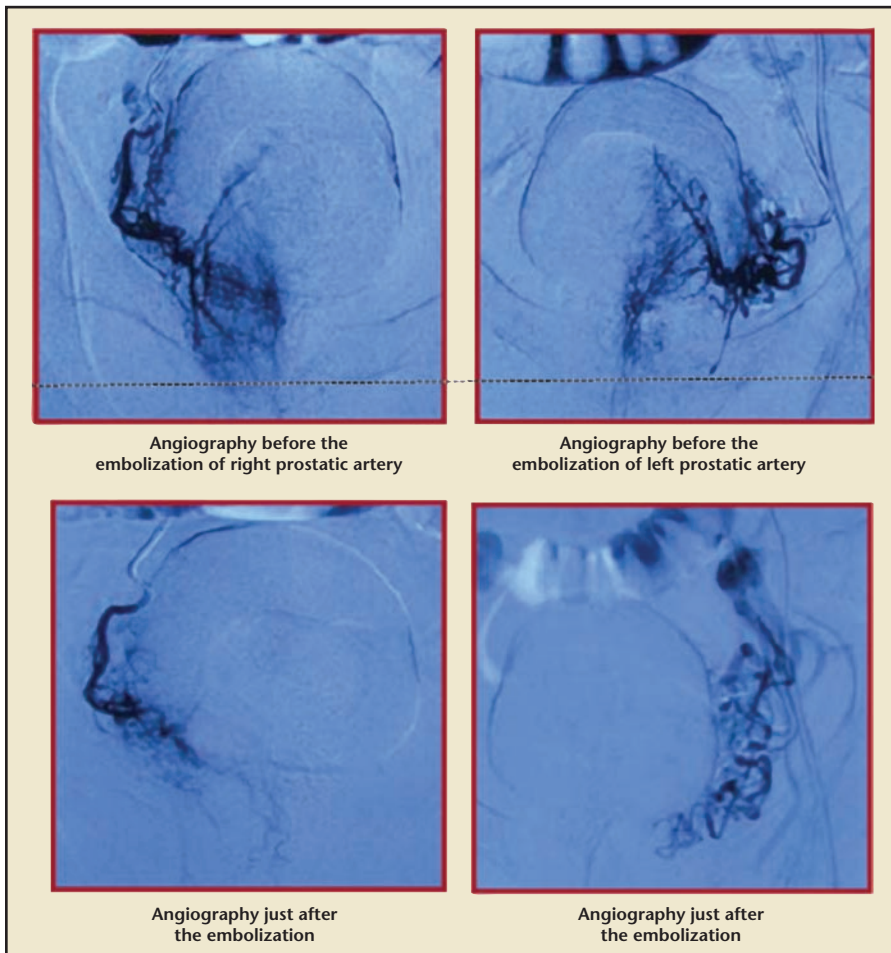 Angiography before the
embolization of right prostatic artery
Angiography before the
embolization of left prostatic artery
Angiography just after
the embolization
Angiography just after
the embolization